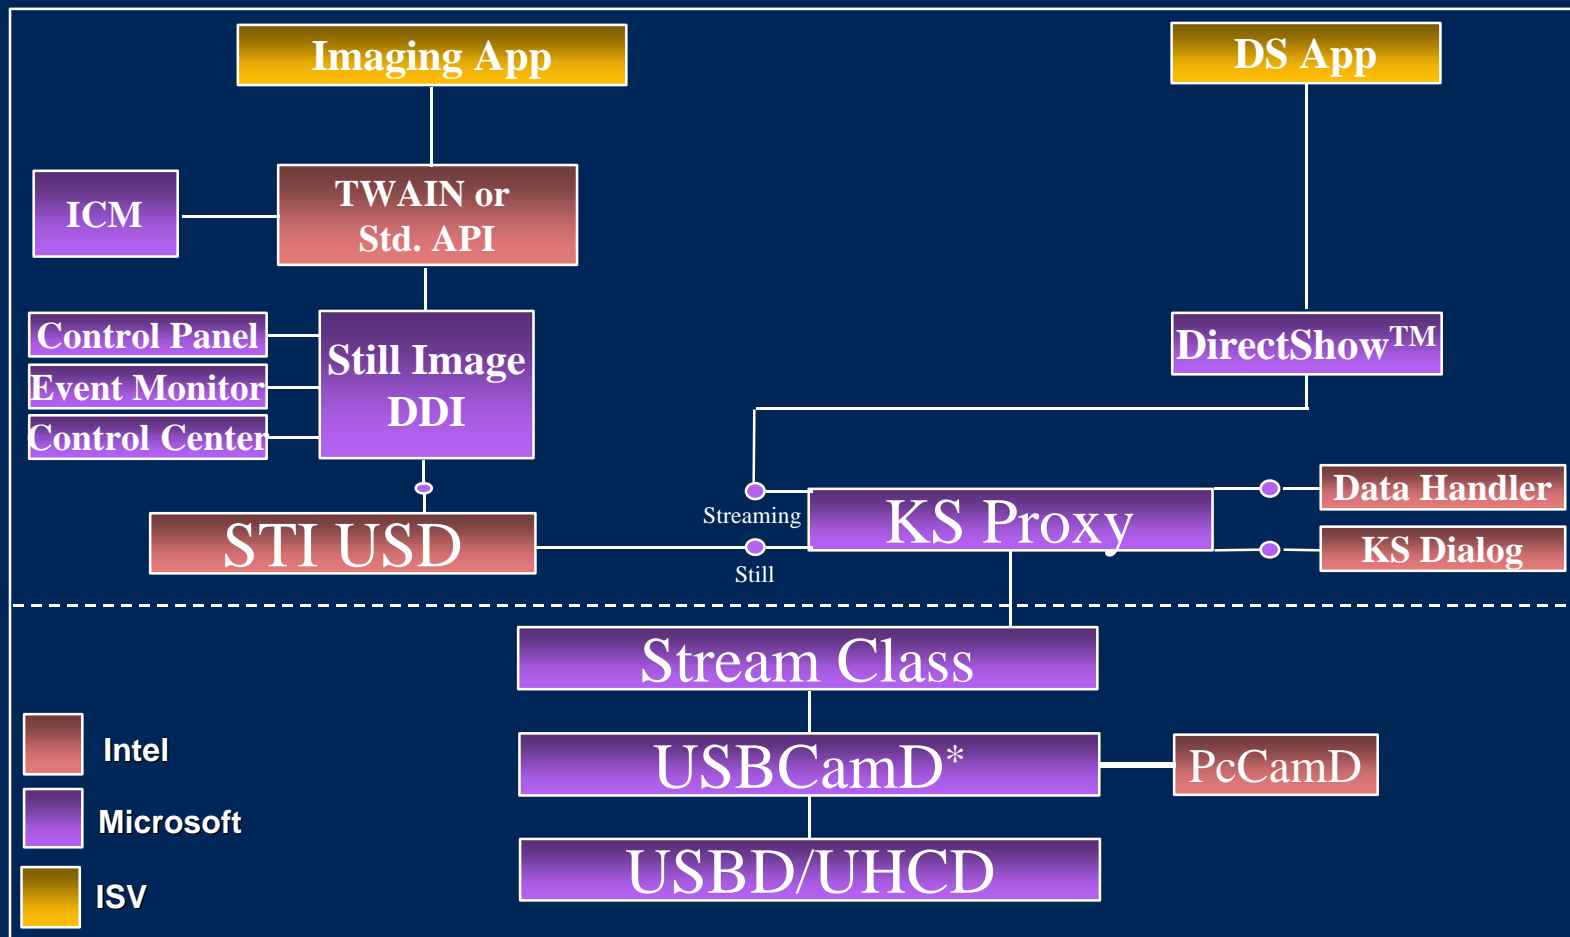 Imaging App
DS App
ICM
TWAIN or
Std. API
Control Panel
Event Monitor
Control Center
Still Image
DDI
DirectShow™
STI USD
Streaming
Still
KS Proxy
Data Handler
KS Dialog
Stream Class
USBCamD*
PcCamD
USBD/UHCD
Intel
Microsoft
ISV